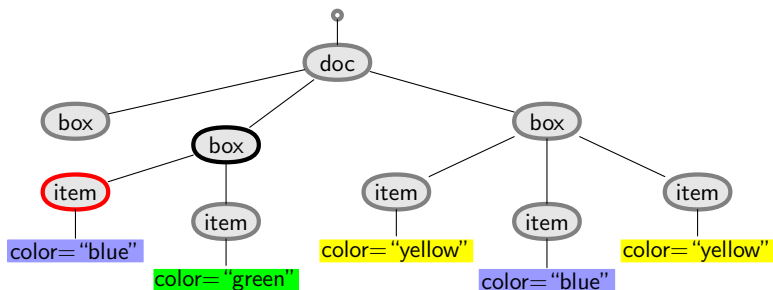 doc
box
box
box
item
item
item
item
item
color=“blue”
color=“green”
color=“yellow”
color=“blue”
color=“yellow”